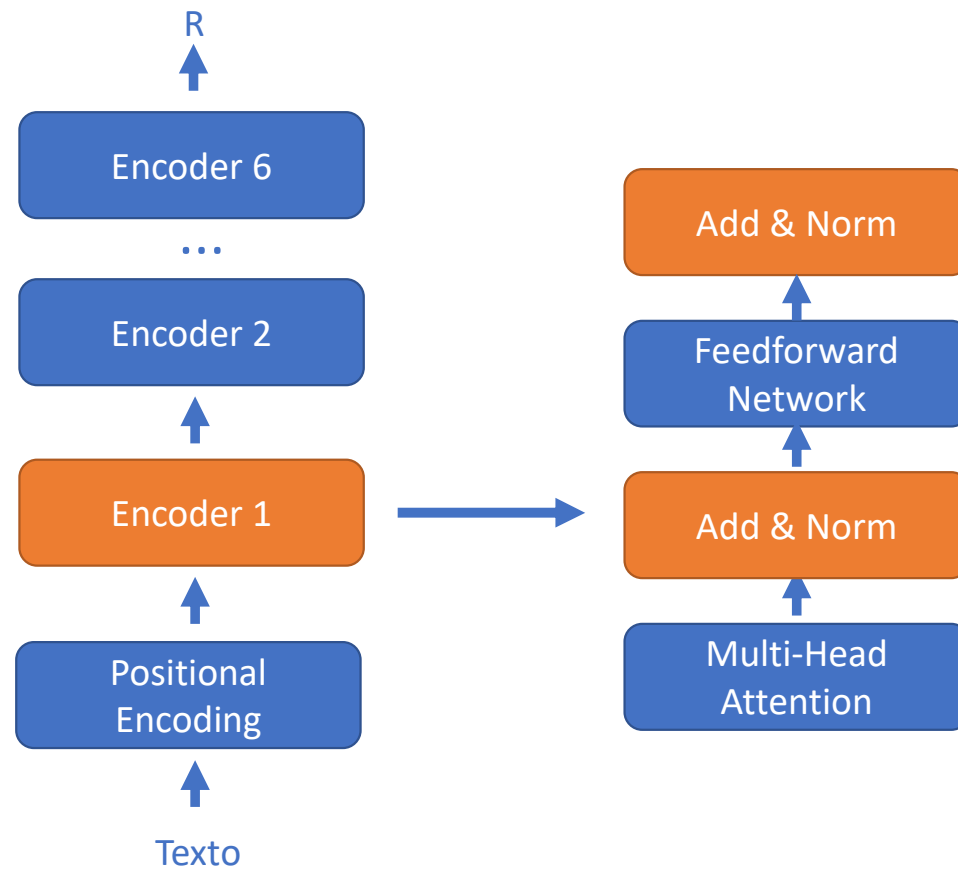 R
Encoder 6
...
Encoder 2
Encoder 1
Positional
Encoding
Texto
Add & Norm
Feedforward
Network
Add & Norm
Multi-Head
Attention